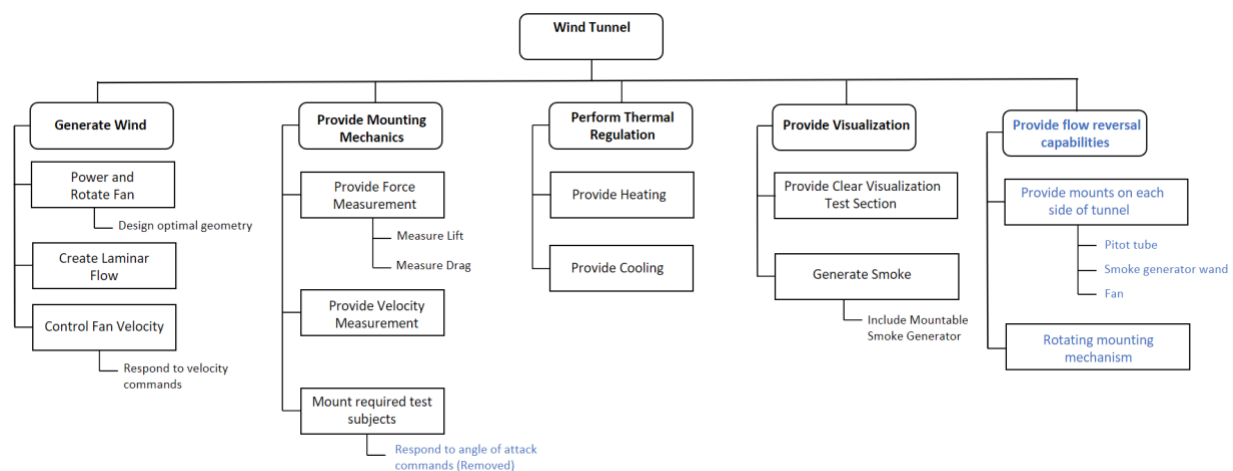 Wind Tunnel
Generate Wind
Power and
Rotate Fan
Design optimal geometry
Create Laminar
Flow
Control Fan Velocity
Respond to velocity
commands
Provide Mounting
Mechanics
Provide Force
Measurement
Measure Lift
Measure Drag
Provide Velocity
Measurement
Mount required test
subjects
Respond to angle of attack
commands (Removed)
Perform Thermal
Regulation
Provide Heating
Provide Cooling
Provide Visualization
Provide Clear Visualization
Test Section
Generate Smoke
Include Mountable
Smoke Generator
Provide flow reversal
capabilities
Provide mounts on each
side of tunnel
Pitot tube
Smoke generator wand
Fan
Rotating mounting
mechanism